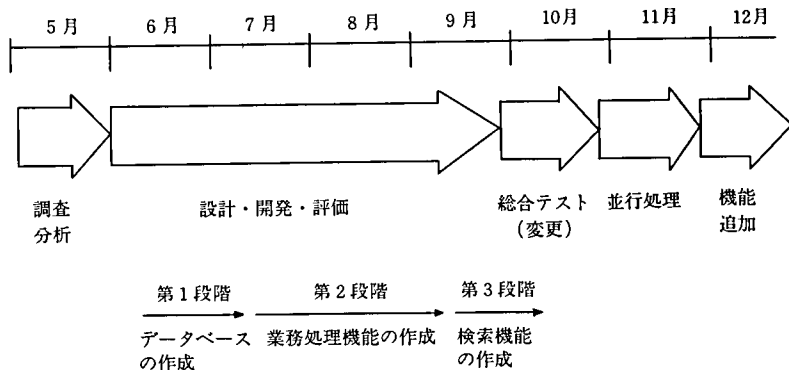 5月 6月 7月 8月 9月 10月 11月 12月
調査
分析
設計・開発・評価
総合テスト
(変更)
並行処理
機能
追加
第1段階 第2段階 第3段階
データベース
の作成
業務処理機能の作成
検索機能
の作成